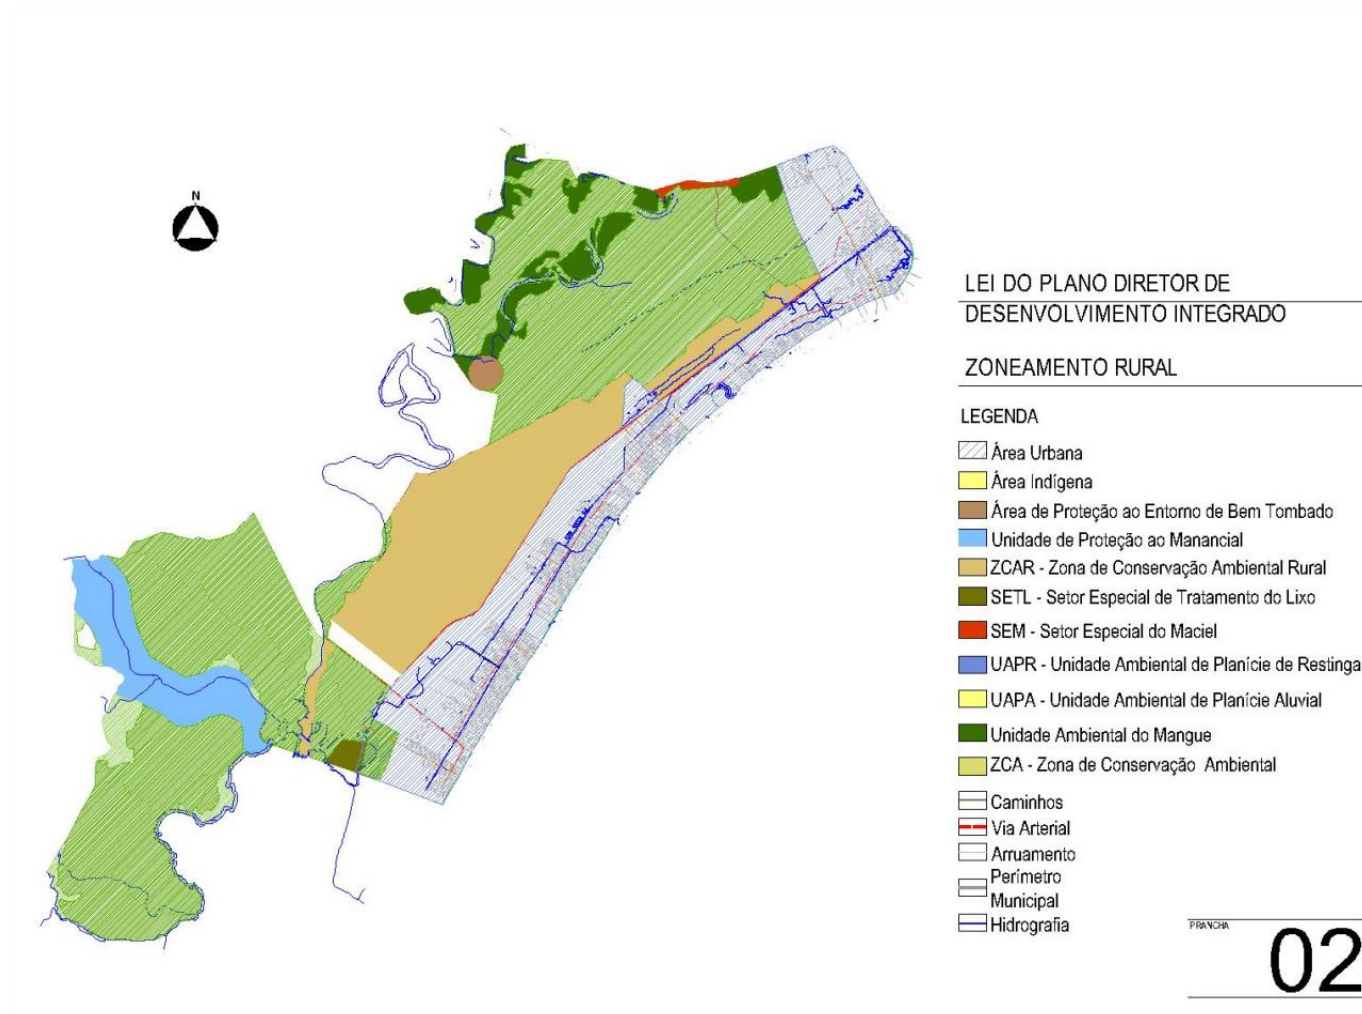 N
LEI DO PLANO DIRETOR DE
DESENVOLVIMENTO INTEGRADO
ZONEAMENTO RURAL
LEGENDA
Área Urbana
Área Indígena
Área de Proteção ao Entorno de Bem Tombado
Unidade de Proteção ao Manancial
ZCAR - Zona de Conservação Ambiental Rural
SETL - Setor Especial de Tratamento do Lixo
SEM - Setor Especial do Maciel
UAPR - Unidade Ambiental de Planície de Restinga
UAPA - Unidade Ambiental de Planície Aluvial
Unidade Ambiental do Mangue
ZCA - Zona de Conservação Ambiental
Caminhos
Via Arterial
Arruamento
Perímetro
Municipal
Hidrografia
PRANCHA
02